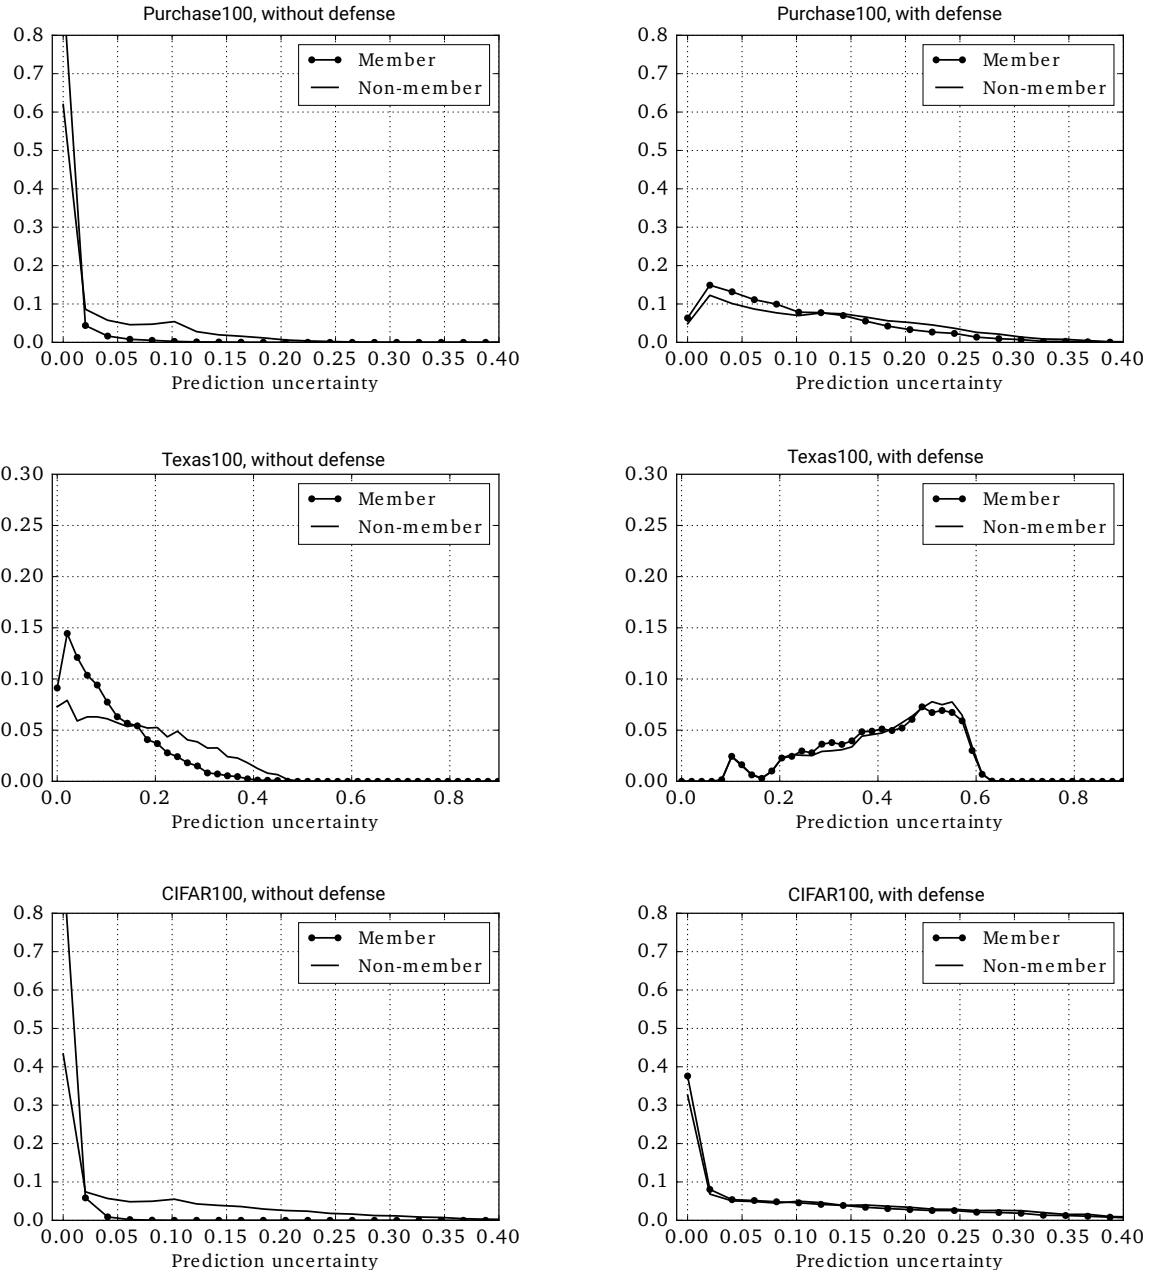 Purchase100, without defense
0.8
0.7
0.6
0.5
0.4
0.3
0.2
0.1
0.0
Member
Non-member
0.00 0.05 0.10 0.15 0.20 0.25 0.30 0.35 0.40
Prediction uncertainty
Purchase100, with defense
0.8
0.7
0.6
0.5
0.4
0.3
0.2
0.1
0.0
Member
Non-member
0.00 0.05 0.10 0.15 0.20 0.25 0.30 0.35 0.40
Prediction uncertainty
Texas100, without defense
0.30
0.25
0.20
0.15
0.10
0.05
0.00
Member
Non-member
0.0 0.2 0.4 0.6 0.8
Prediction uncertainty
Texas100, with defense
0.30
0.25
0.20
0.15
0.10
0.05
0.00
Member
Non-member
0.0 0.2 0.4 0.6 0.8
Prediction uncertainty
CIFAR100, without defense
0.8
0.7
0.6
0.5
0.4
0.3
0.2
0.1
0.0
Member
Non-member
0.00 0.05 0.10 0.15 0.20 0.25 0.30 0.35 0.40
Prediction uncertainty
CIFAR100, with defense
0.8
0.7
0.6
0.5
0.4
0.3
0.2
0.1
0.0
Member
Non-member
0.00 0.05 0.10 0.15 0.20 0.25 0.30 0.35 0.40
Prediction uncertainty